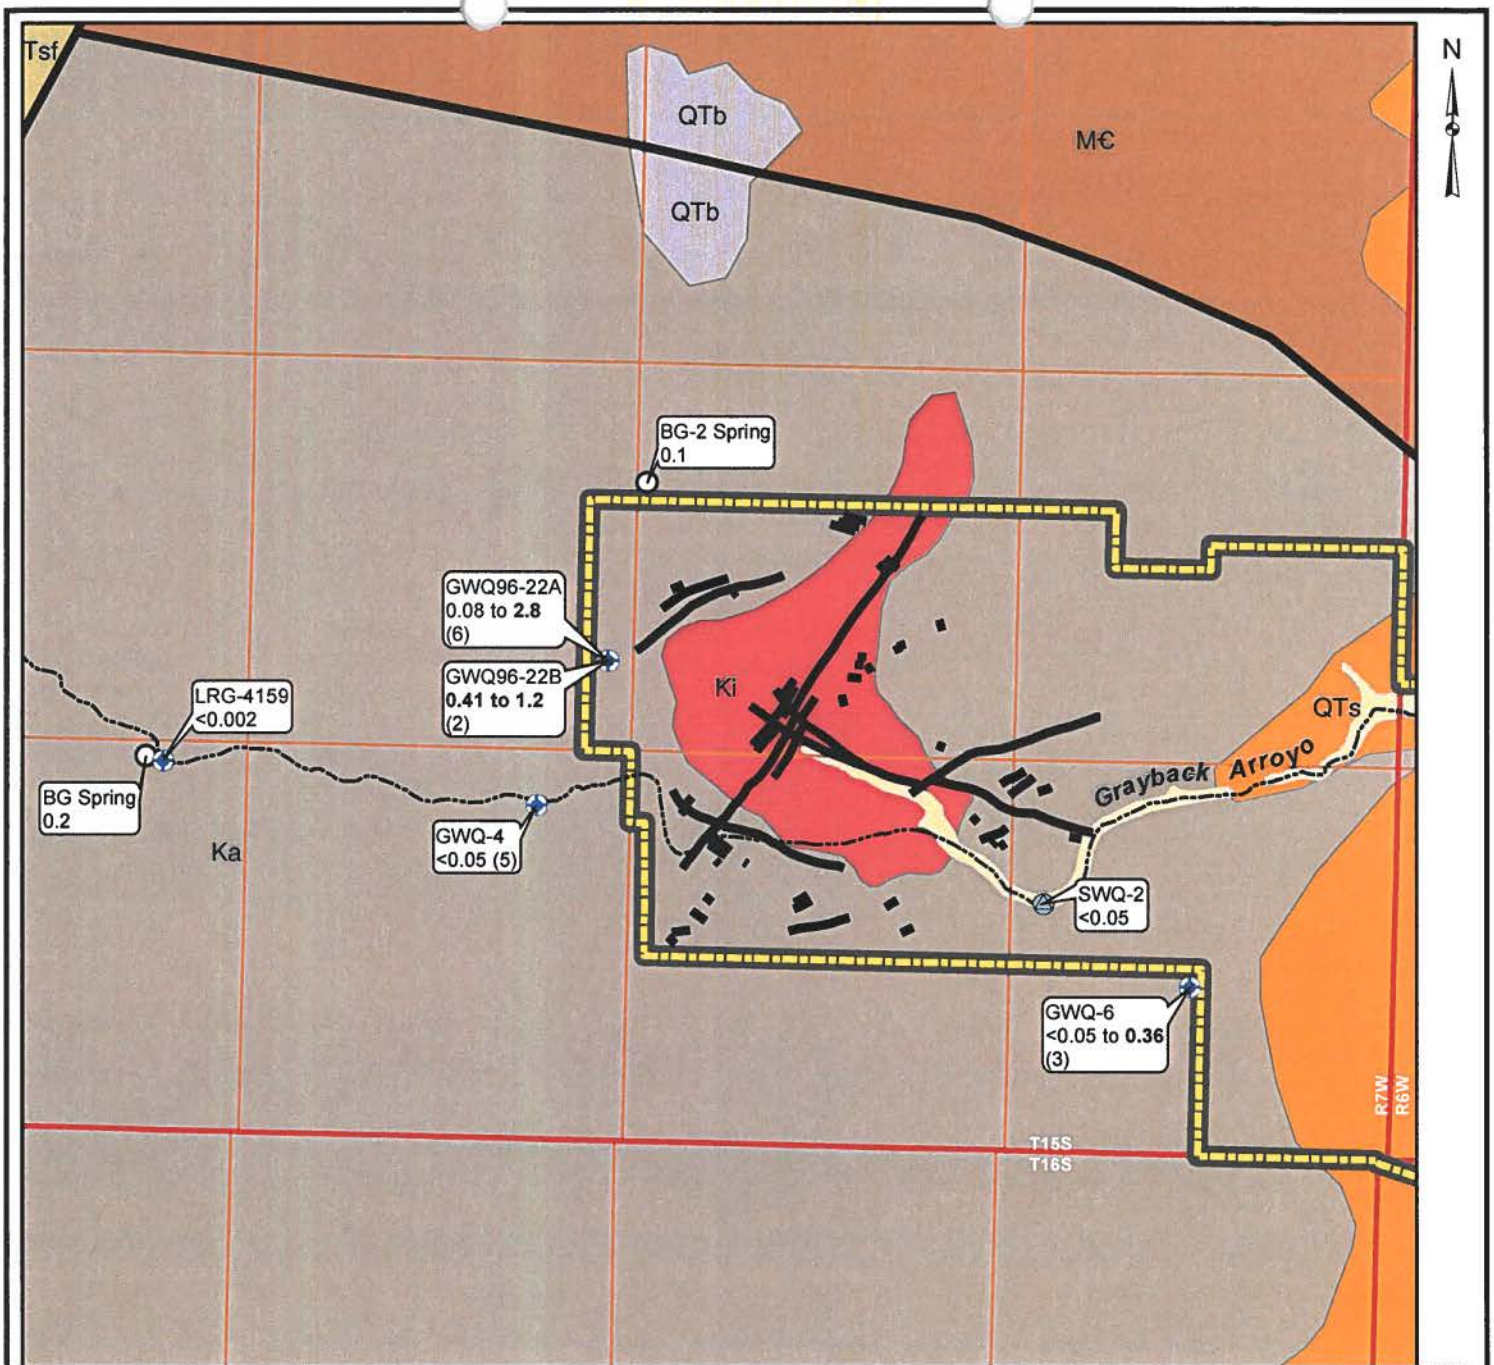 Tsf
N
QTb
M€
QTb
BG-2 Spring
0.1
GWQ96-22A
0.08 to 2.8
(6)
GWQ96-22B
0.41 to 1.2
(2)
Ki
LRG-4159
<0.002
QTs
Grayback Arroyo
BG Spring
0.2
GWQ-4
<0.05 (5)
Ka
SWQ-2
<0.05
GWQ-6
<0.05 to 0.36
(3)
R7W
R6W
T15S
T16S